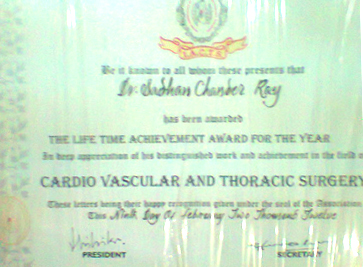 I.A.C.T.S
Be it known to all whom these presents that
Dr. Sadhan Chander Ray
has been awarded
THE LIFE TIME ACHIEVEMENT AWARD FOR THE YEAR
In deep appreciation of his distinguished work and achievement in the field o
CARDIO VASCULAR AND THORACIC SURGERY
These letters being their happy recognition given under the seal of the Association
This Ninth Day Of february Two Thousand Twelve
PRESIDENT
SECRETARY